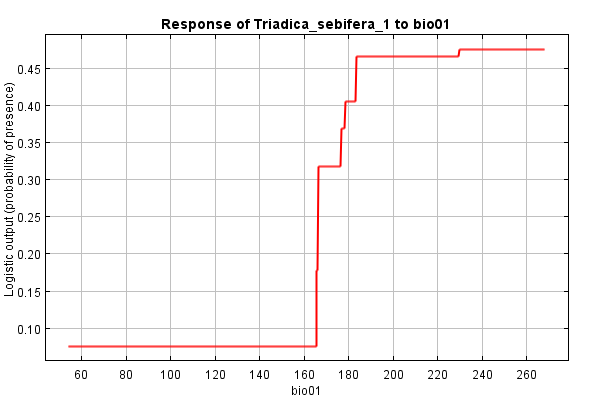 Response of Triadica_sebifera_1 to bio01
Logistic output (probability of presence)
0.45
0.40
0.35
0.30
0.25
0.20
0.15
0.10
60 80 100 120 140 160 180 200 220 240 260
bio01